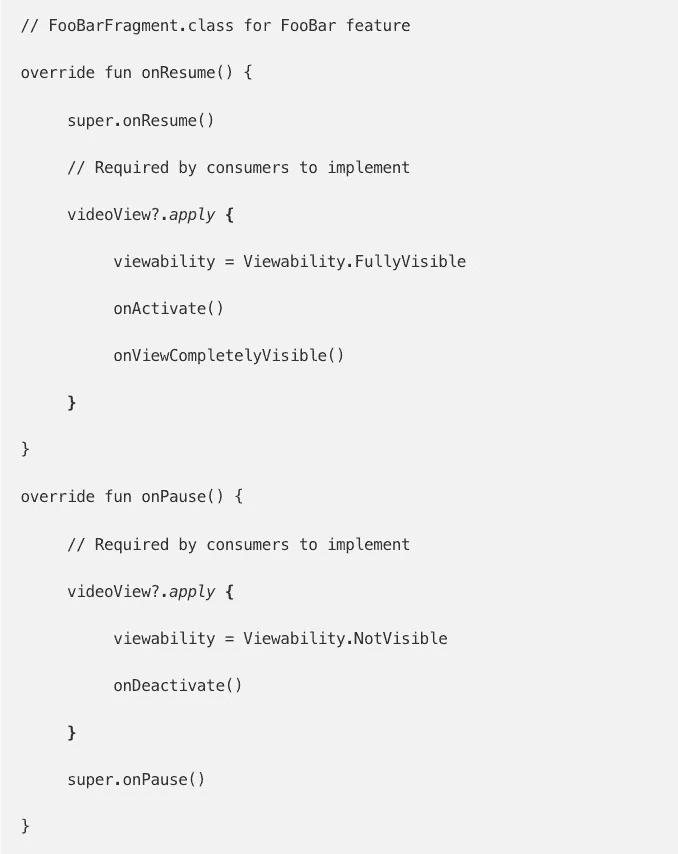 // FooBarFragment.class for FooBar feature
override fun onResume() {
super.onResume()
// Required by consumers to implement
videoView?.apply {
viewability = Viewability.FullyVisible
onActivate()
onViewCompletelyVisible()
}
}
override fun onPause() {
// Required by consumers to implement
videoView?.apply {
viewability = Viewability.NotVisible
onDeactivate()
}
super.onPause()
}